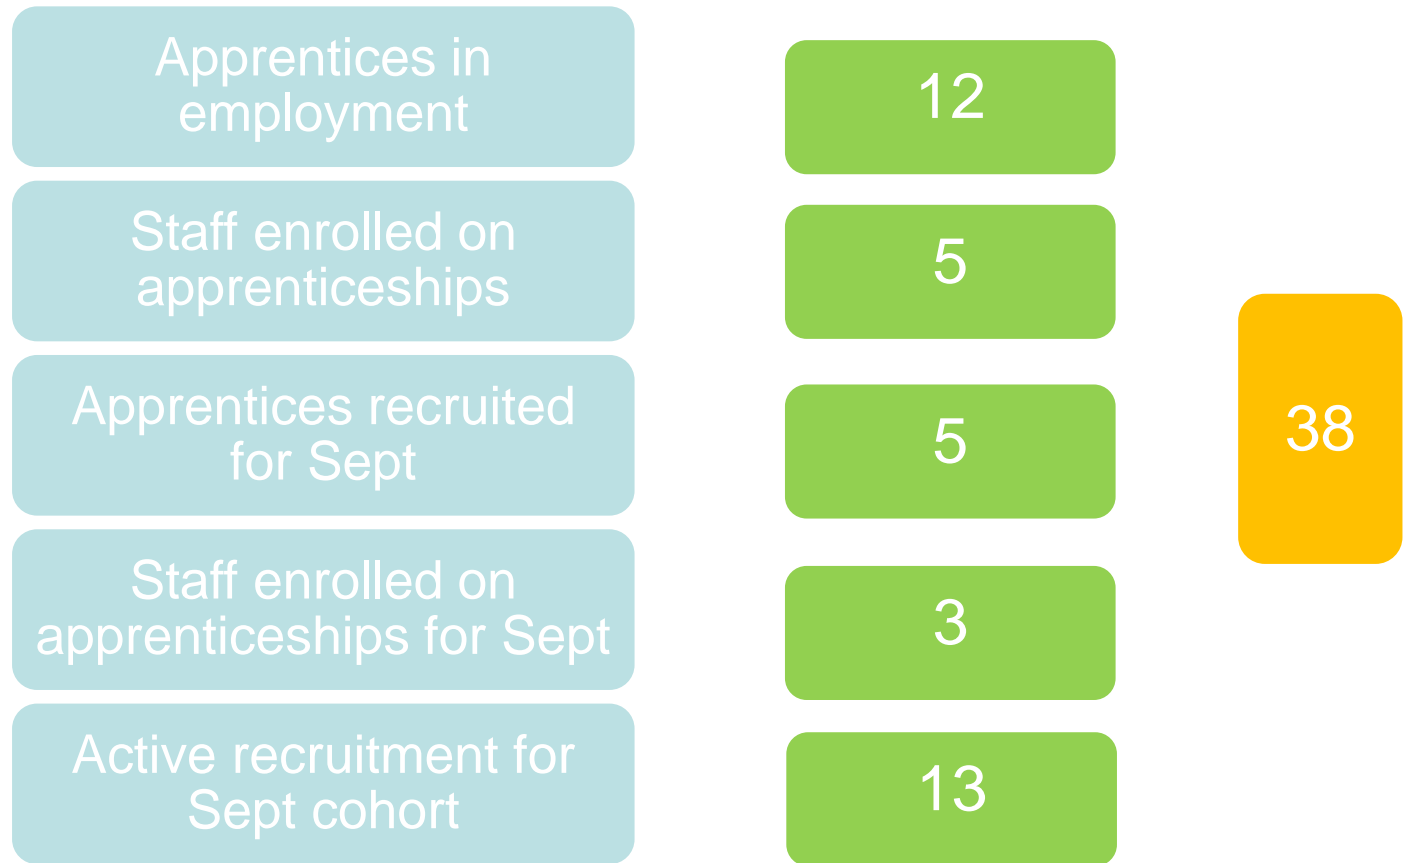 Apprentices in
employment
12
Staff enrolled on
apprenticeships
5
Apprentices recruited
for Sept
5
38
Staff enrolled on
apprenticeships for Sept
3
Active recruitment for
Sept cohort
13